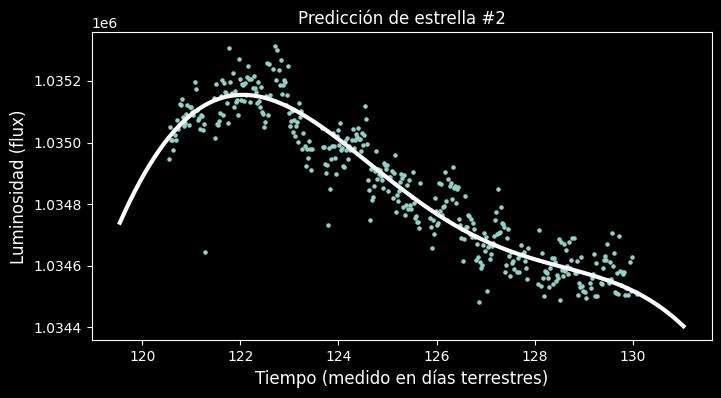 Predicción de estrella #2
1e6
1.0352
1.0350
1.0348
1.0346
1.0344
Luminosidad (flux)
120
122
124
126
128
130
Tiempo (medido en días terrestres)